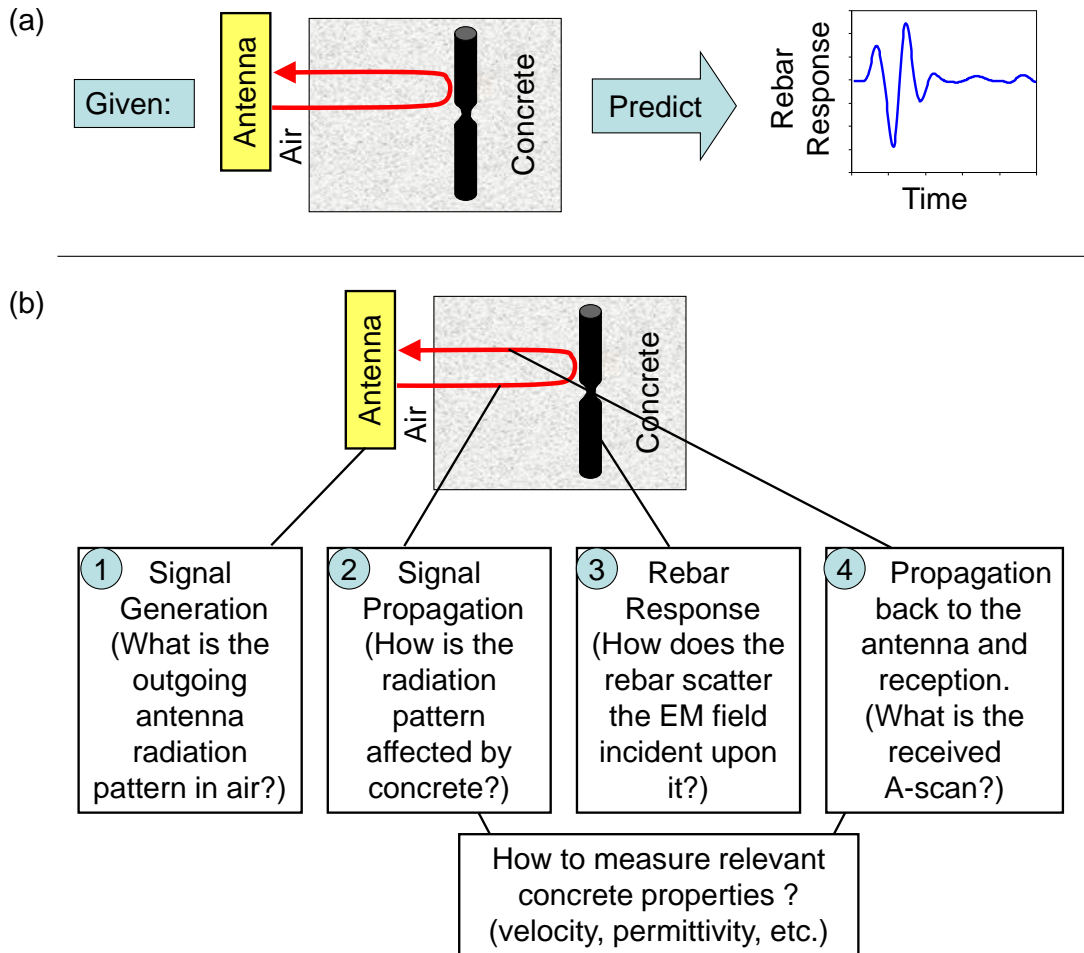 (a)
Given:
Antenna
Air
Concrete
Predict
Rebar
Response
Time
(b)
Antenna
Air
Concrete
1 Signal
Generation
(What is the
outgoing
antenna
radiation
pattern in air?)
2 Signal
Propagation
(How is the
radiation
pattern
affected by
concrete?)
3 Rebar
Response
(How does the
rebar scatter
the EM field
incident upon
it?)
4 Propagation
back to the
antenna and
reception.
(What is the
received
A-scan?)
How to measure relevant
concrete properties ?
(velocity, permittivity, etc.)